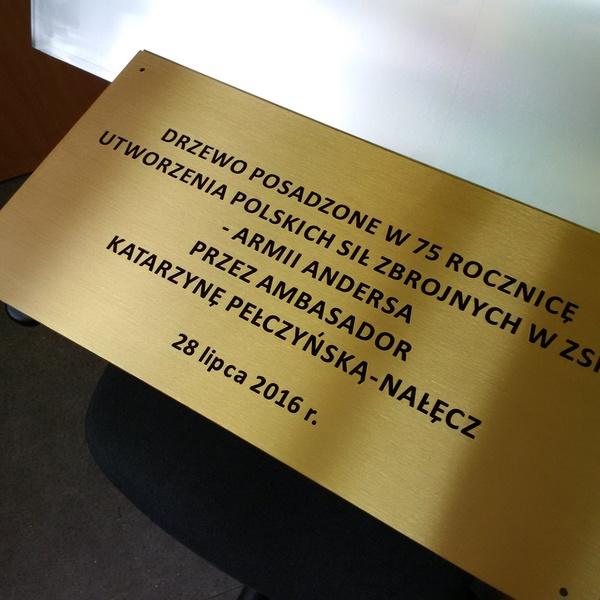 DRZEWO POSADZONE W 75 ROCZNICĘ
UTWORZENIA POLSKICH SIŁ ZBROJNYCH W
- ARMII ANDERSA
PRZEZ AMBASADOR
KATARZYNĘ PEŁCZYŃSKĄ-NAŁĘCZ
28 lipca 2016 r.